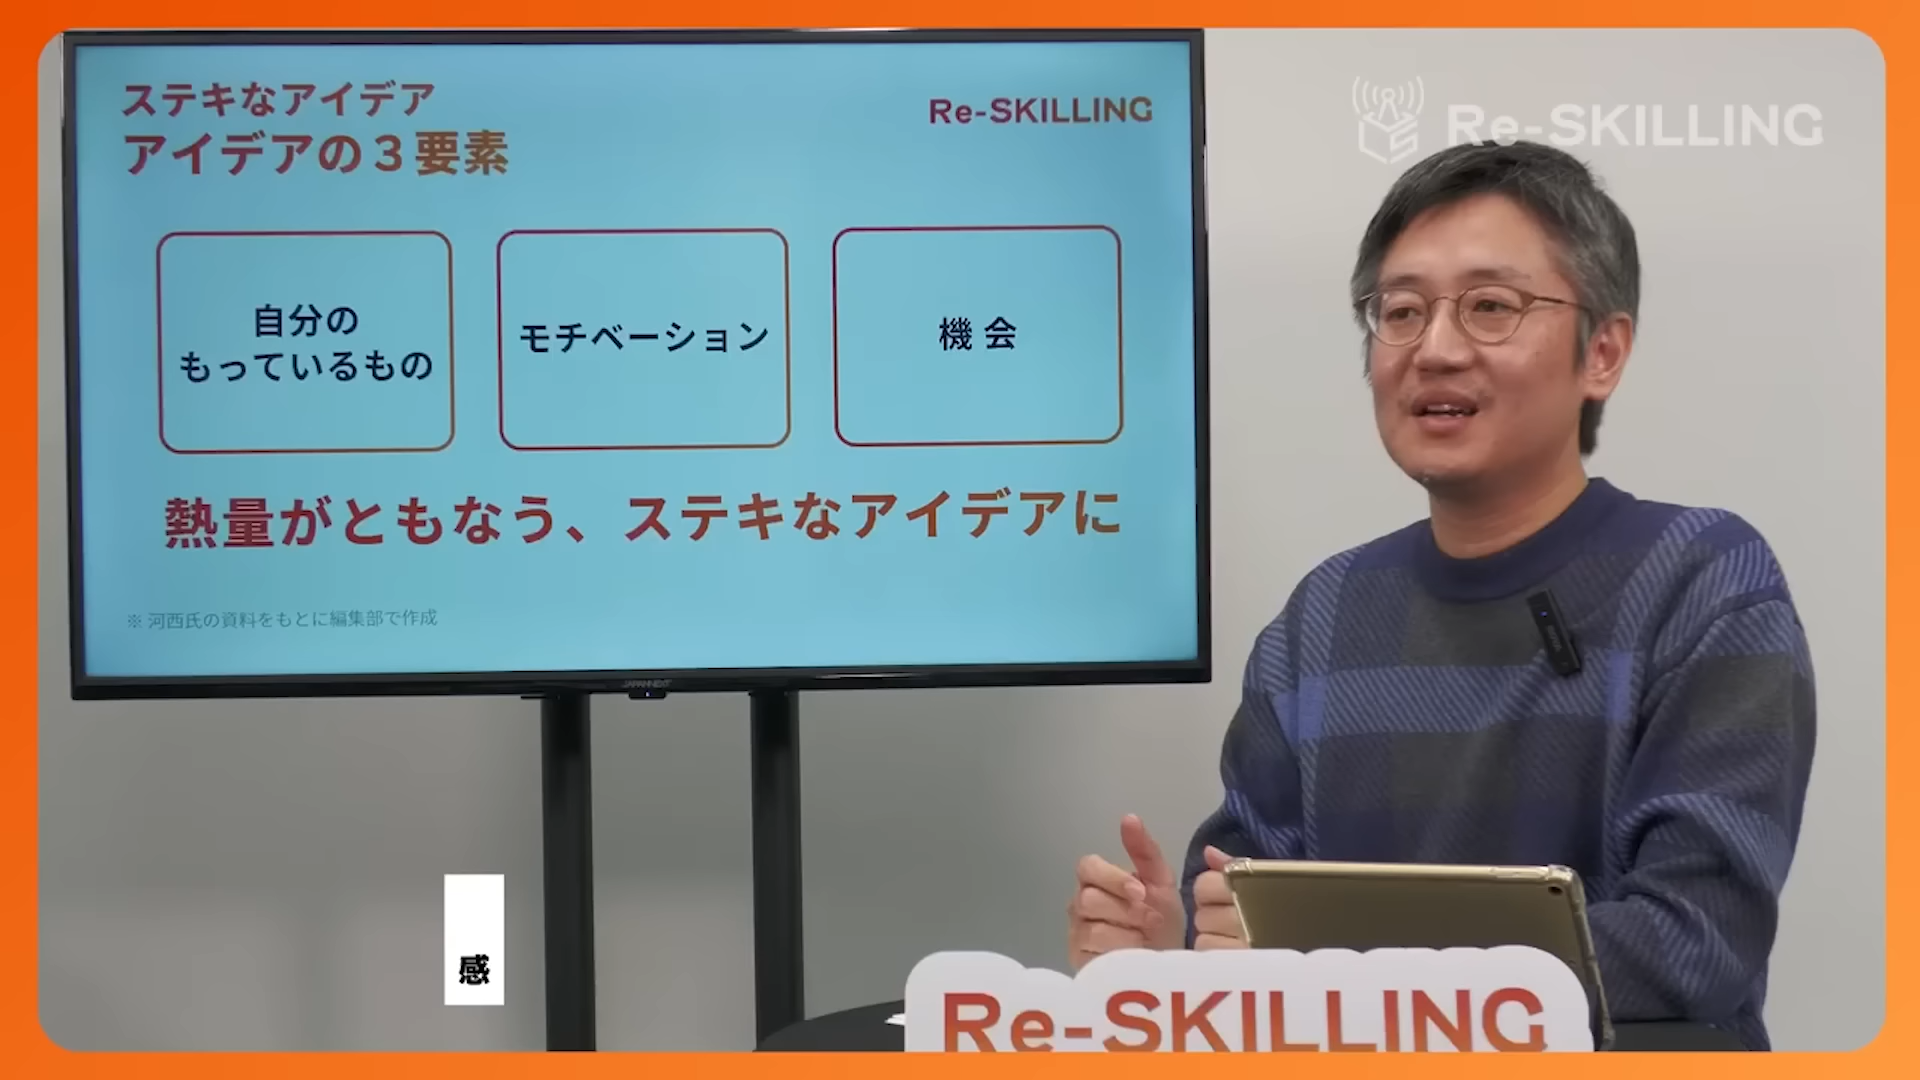 ステキなアイデア
アイデアの3要素
Re-SKILLING
自分の
もっているもの
モチベーション
機会
熱量がともなう、ステキなアイデアに
※ 河西氏の資料をもとに編集部で作成
Re-SKILLING
感
Re-SKILLING